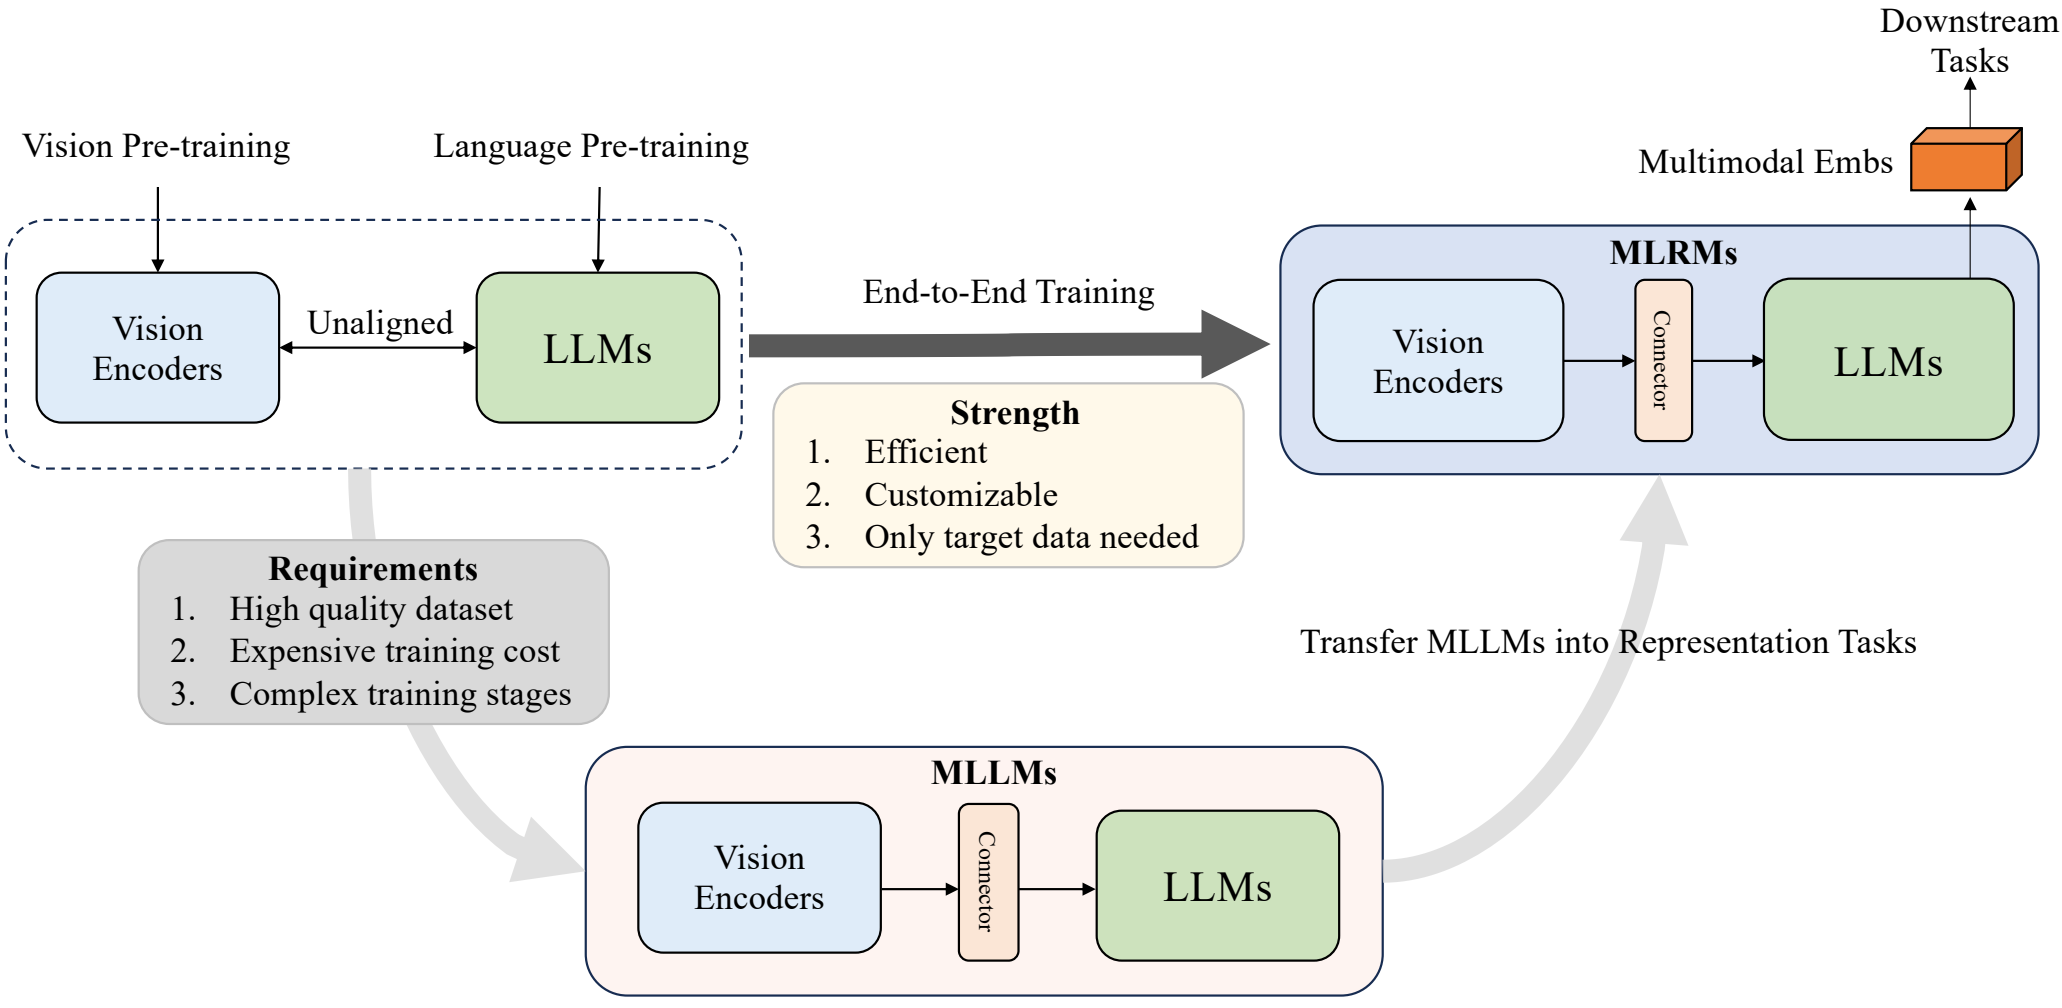 Downstream
Tasks
Vision Pre-training
Language Pre-training
Multimodal Embs
Vision
Encoders
Unaligned
LLMs
End-to-End Training
Strength
1. Efficient
2. Customizable
3. Only target data needed
MLRMs
Vision
Encoders
Connector
LLMs
Requirements
1. High quality dataset
2. Expensive training cost
3. Complex training stages
Transfer MLLMs into Representation Tasks
MLLMs
Vision
Encoders
Connector
LLMs